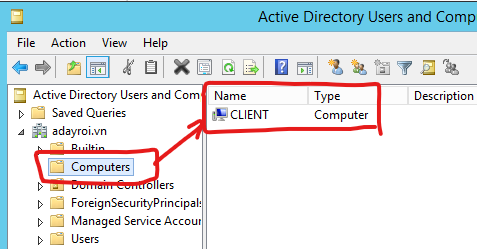 Active Directory Users and Comp
File Action View Help
Active Directory Users and Com
Name Type Description
Saved Queries
CLIENT Computer
adayroi.vn
Builtin
Computers
Domain Controllers
ForeignSecurityPrincipals
Managed Service Accour
Users